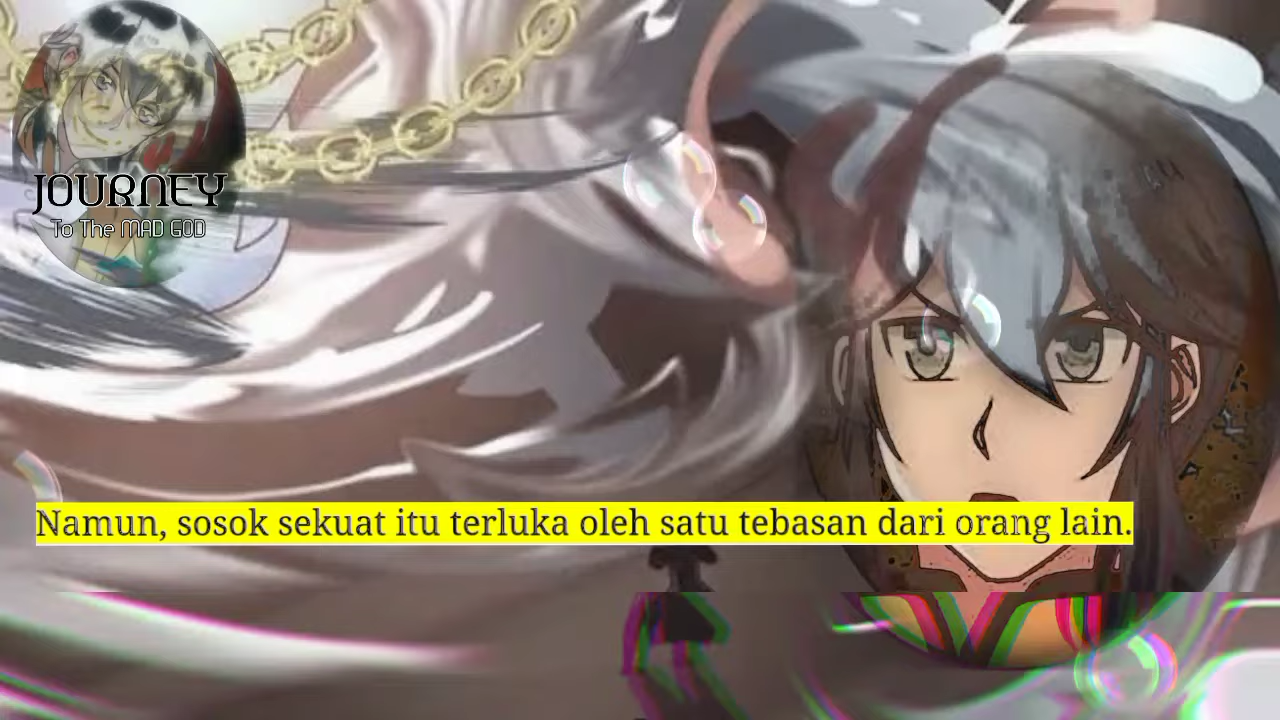 JOURNEY
To The MAD GOD
Namun, sosok sekuat itu terluka oleh satu tebasan dari orang lain.